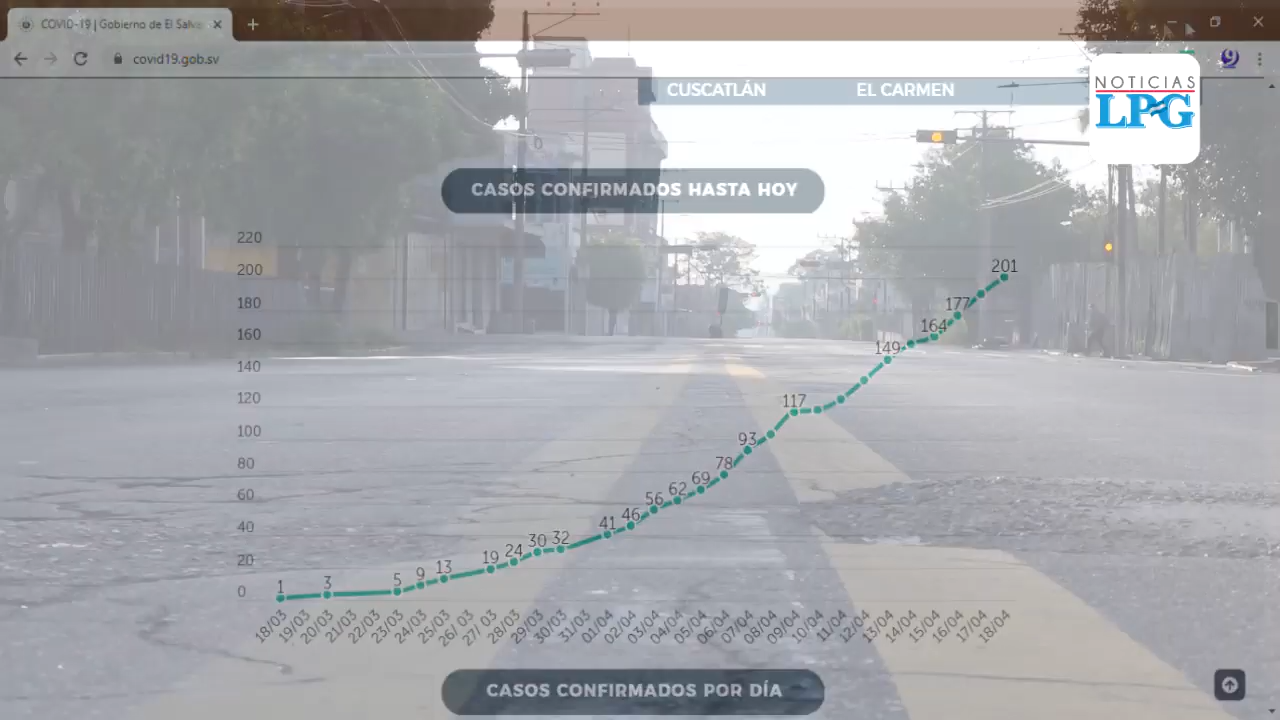 COVID-19 | Gobierno de El Salva
covid19.gob.sv
NOTICIAS
LPG
CUSCATLÁN EL CARMEN
0
CASOS CONFIRMADOS HASTA HOY
220
200
180
160
140
120
100
80
60
40
20
0
1 3 5 9 13 19 24 30 32 41 46 56 62 69 78 93 117 149 164 177 201
18/03 19/03 20/03 21/03 22/03 23/03 24/03 25/03 26/03 27/03 28/03 29/03 30/03 31/03 01/04 02/04 03/04 04/04 05/04 06/04 07/04 08/04 09/04 10/04 11/04 12/04 13/04 14/04 15/04 16/04 17/04 18/04
CASOS CONFIRMADOS POR DÍA